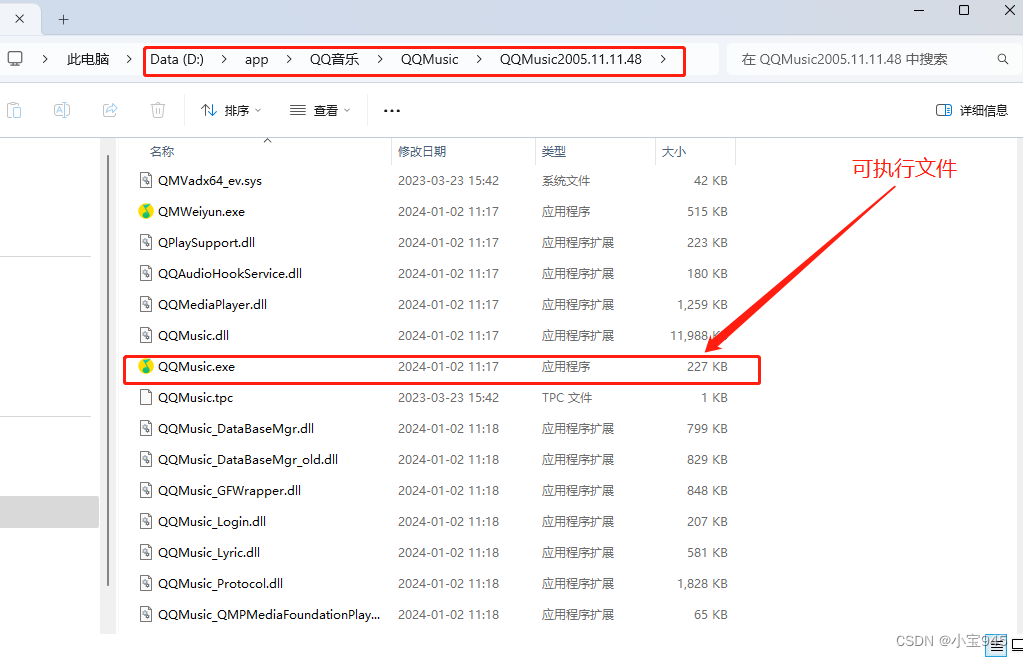 此电脑 Data (D:) app QQ音乐 QQMusic QQMusic2005.11.11.48 在 QQMusic2005.11.11.48 中搜索
排序 查看 详细信息
名称 修改日期 类型 大小
可执行文件
QMVadx64_ev.sys 2023-03-23 15:42 系统文件 42 KB
QMWeiyun.exe 2024-01-02 11:17 应用程序 515 KB
QPlaySupport.dll 2024-01-02 11:17 应用程序扩展 223 KB
QQAudioHookService.dll 2024-01-02 11:17 应用程序扩展 180 KB
QQMediaPlayer.dll 2024-01-02 11:17 应用程序扩展 1,259 KB
QQMusic.dll 2024-01-02 11:17 应用程序扩展 11,988 KB
QQMusic.exe 2024-01-02 11:17 应用程序 227 KB
QQMusic.tpc 2023-03-23 15:42 TPC 文件 1 KB
QQMusic_DataBaseMgr.dll 2024-01-02 11:18 应用程序扩展 799 KB
QQMusic_DataBaseMgr_old.dll 2024-01-02 11:18 应用程序扩展 829 KB
QQMusic_GFWrapper.dll 2024-01-02 11:18 应用程序扩展 848 KB
QQMusic_Login.dll 2024-01-02 11:18 应用程序扩展 207 KB
QQMusic_Lyric.dll 2024-01-02 11:18 应用程序扩展 581 KB
QQMusic_Protocol.dll 2024-01-02 11:18 应用程序扩展 1,828 KB
QQMusic_QMPMediaFoundationPlay... 2024-01-02 11:18 应用程序扩展 65 KB
CSDN @小宝